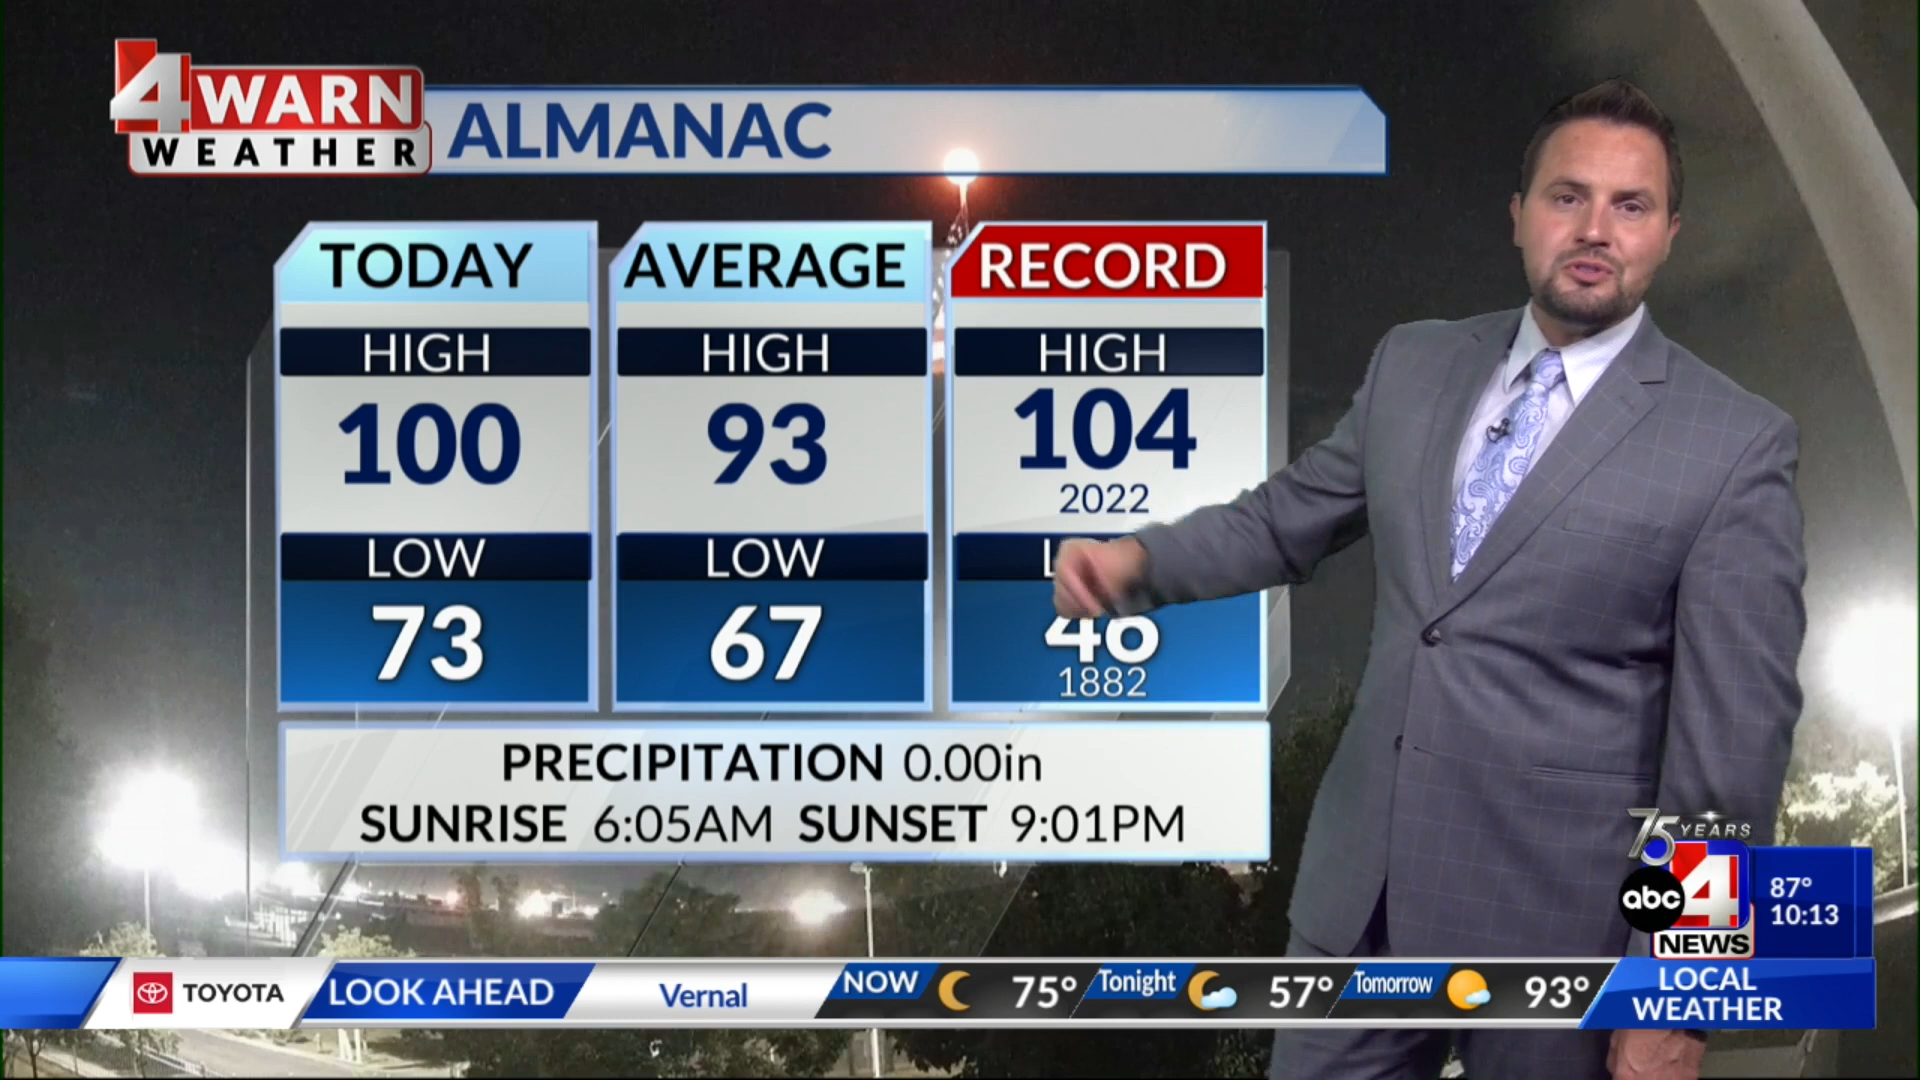 4WARN
WEATHER
ALMANAC
TODAY
HIGH
100
LOW
73
AVERAGE
HIGH
93
LOW
67
RECORD
HIGH
104
2022
46
1882
PRECIPITATION 0.00in
SUNRISE 6:05AM SUNSET 9:01PM
75 YEARS
abc 4
NEWS
87°
10:13
TOYOTA
LOOK AHEAD
Vernal
NOW 75°
Tonight 57°
Tomorrow 93°
LOCAL
WEATHER